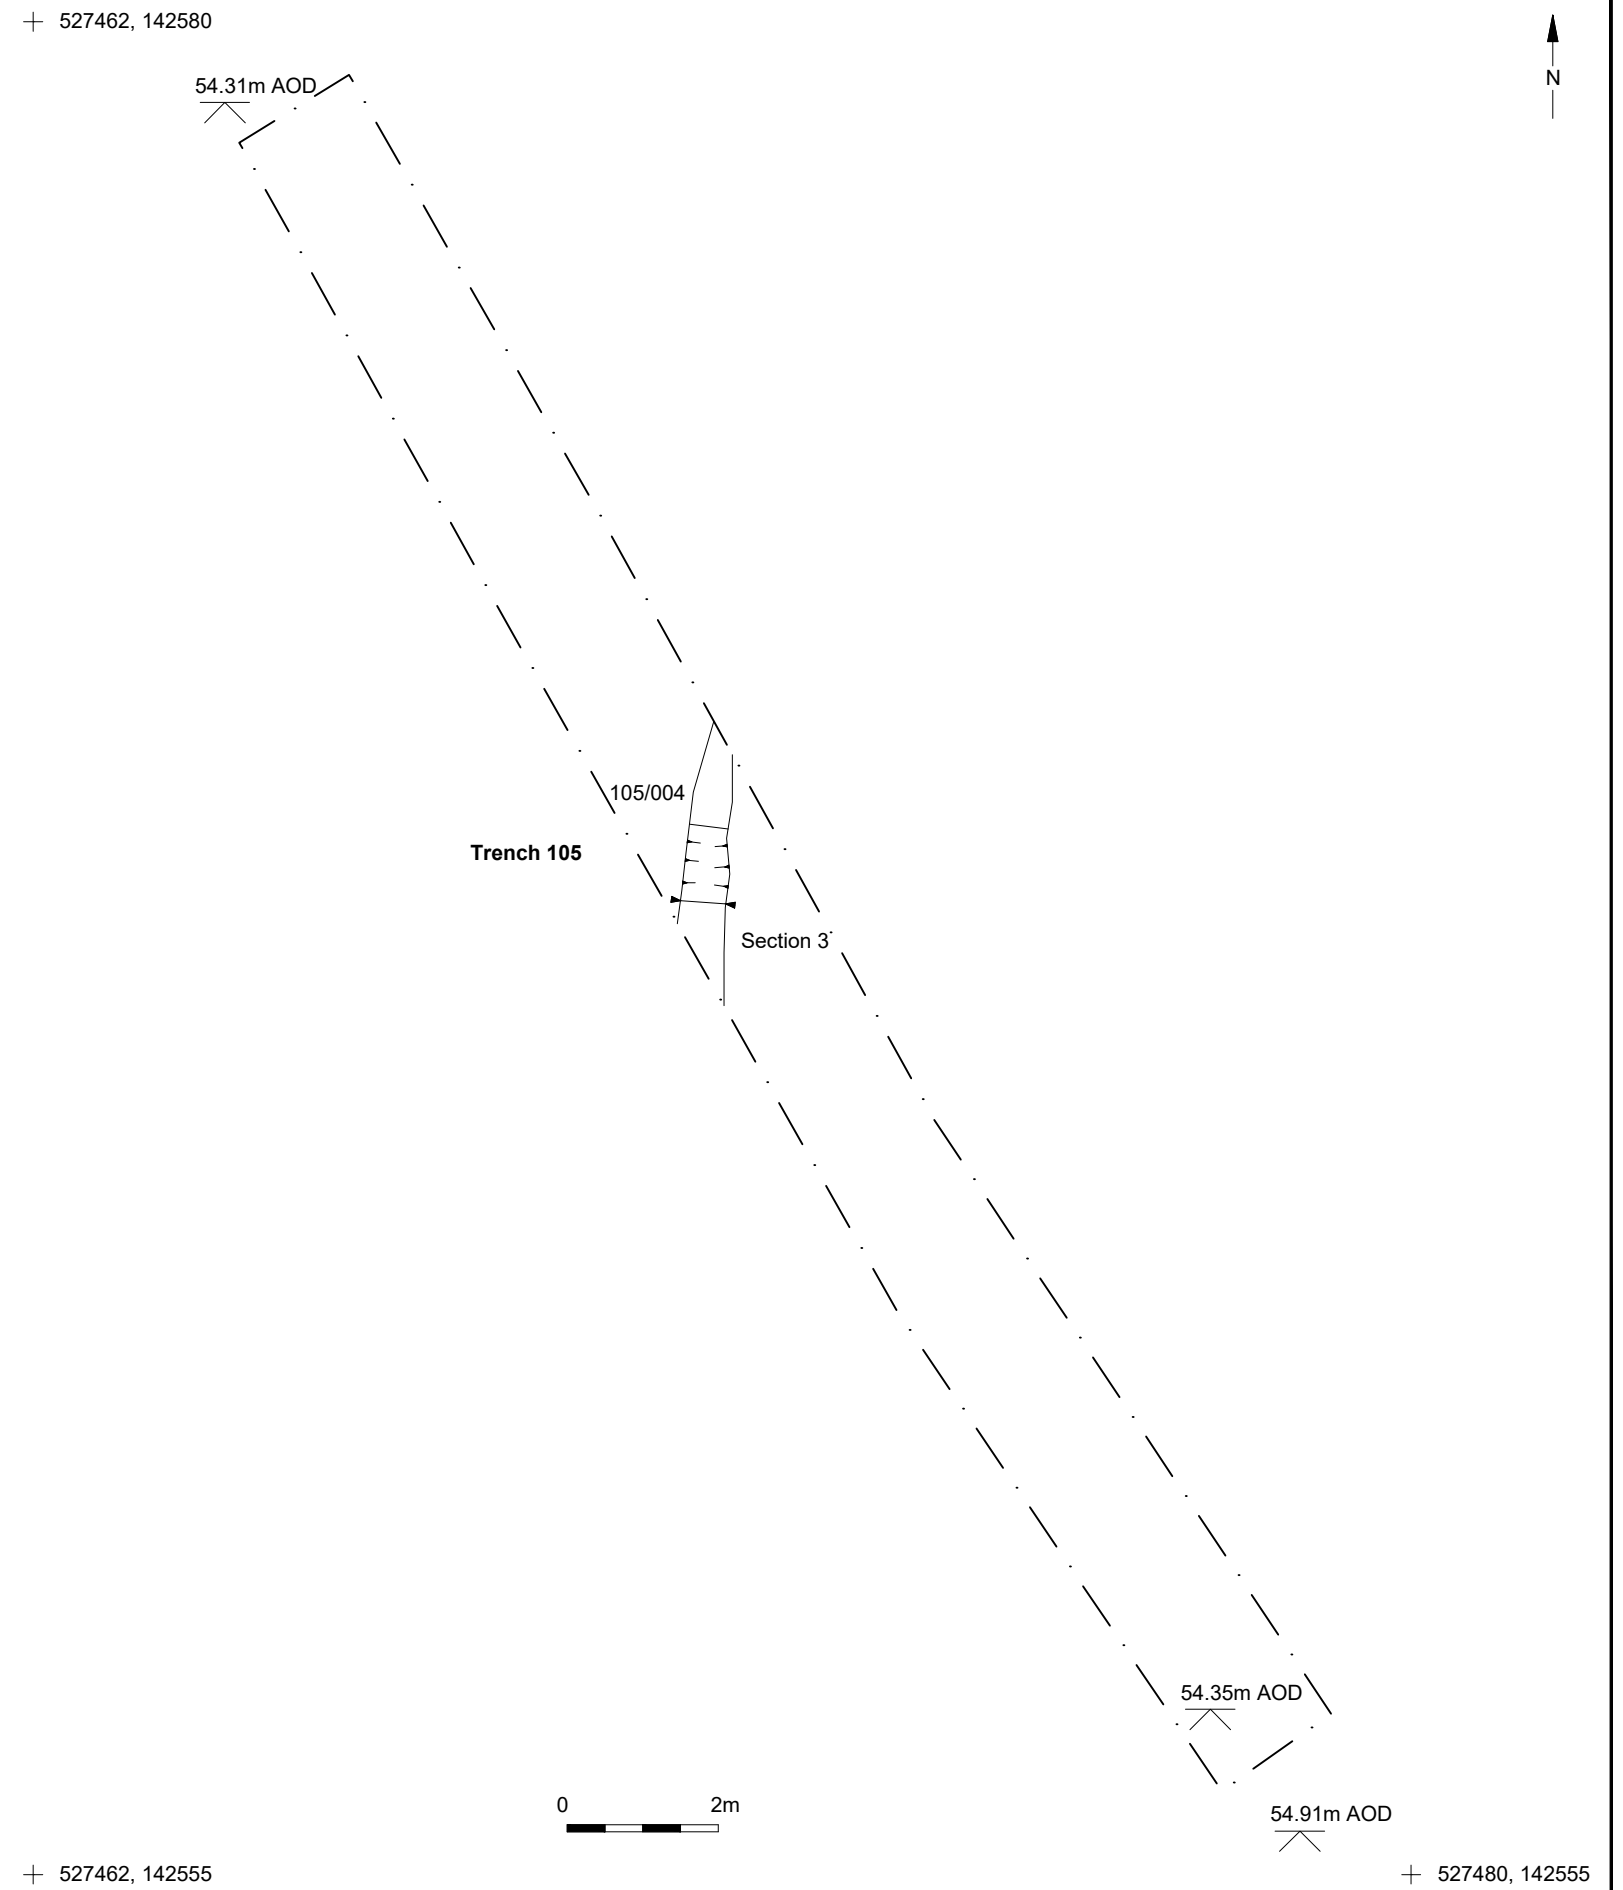 527462, 142580
54.31m AOD
N
105/004
Trench 105
Section 3
54.35m AOD
0 2m
54.91m AOD
527462, 142555
527480, 142555